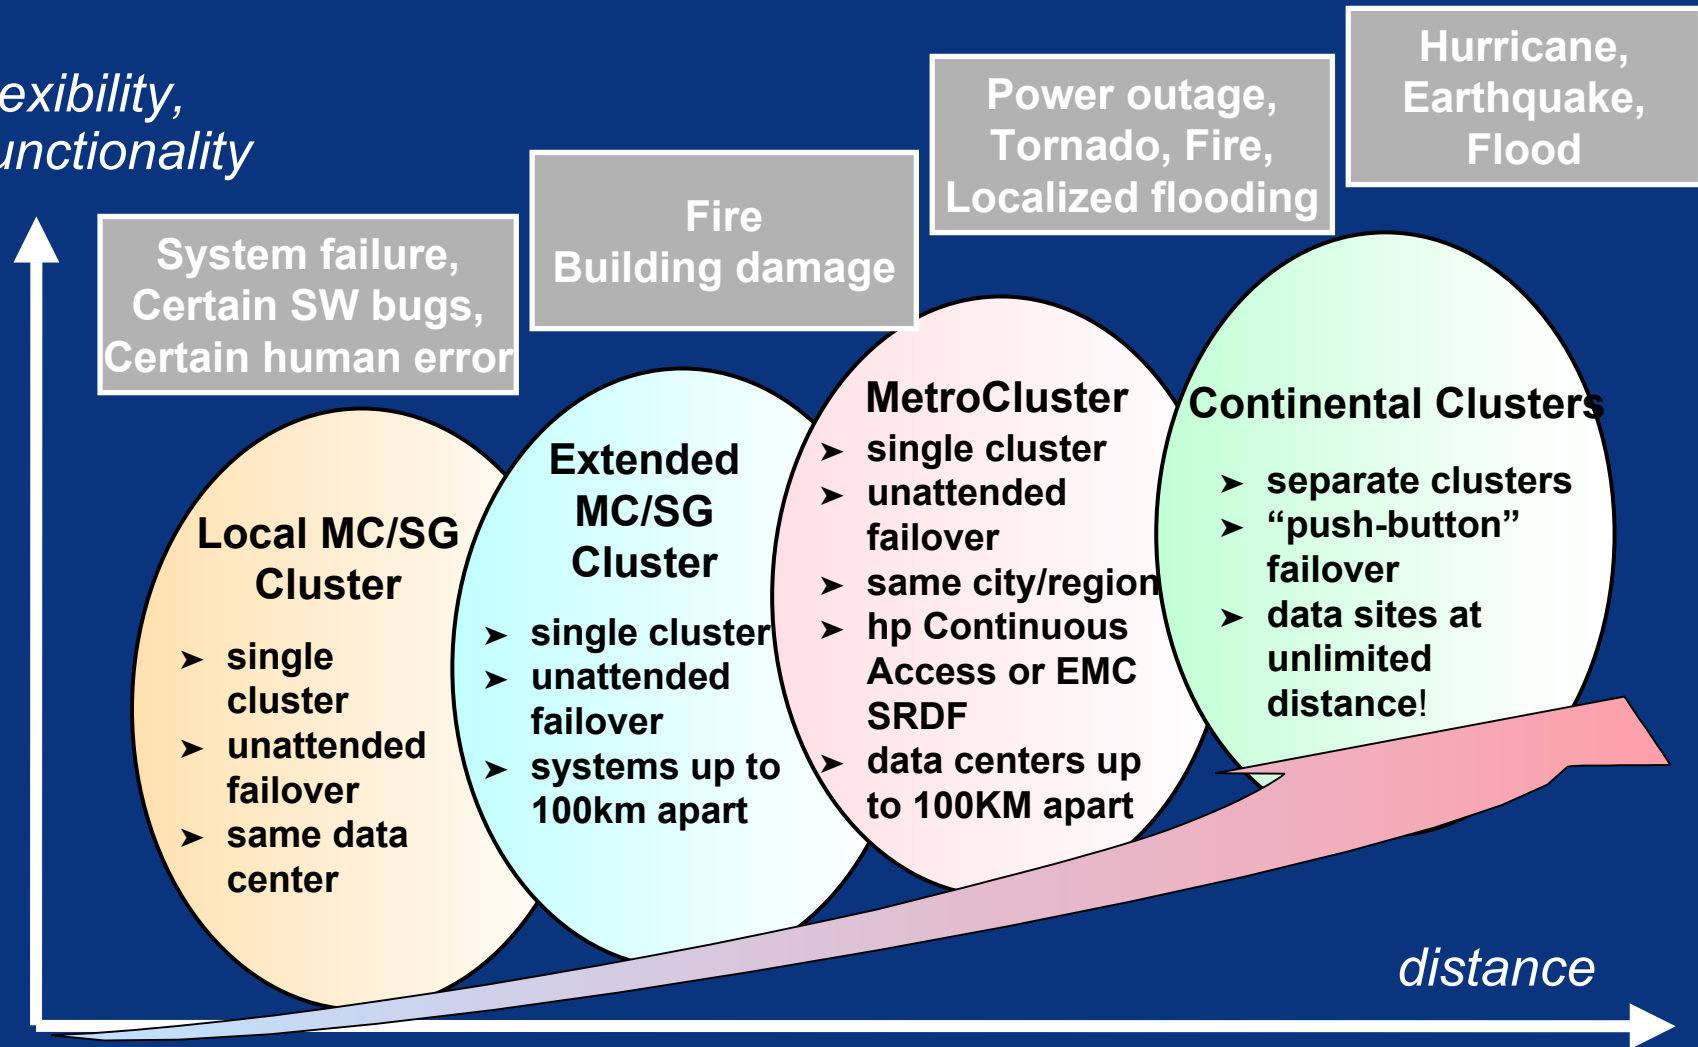 exibility,
unctionality
System failure,
Certain SW bugs,
Certain human error
Fire
Building damage
Power outage,
Tornado, Fire,
Localized flooding
Hurricane,
Earthquake,
Flood
Local MC/SG
Cluster
➤ single
cluster
➤ unattended
failover
➤ same data
center
Extended
MC/SG
Cluster
➤ single cluster
➤ unattended
failover
➤ systems up to
100km apart
MetroCluster
➤ single cluster
➤ unattended
failover
➤ same city/region
➤ hp Continuous
Access or EMC
SRDF
➤ data centers up
to 100KM apart
Continental Clusters
➤ separate clusters
➤ “push-button”
failover
➤ data sites at
unlimited
distance!
distance